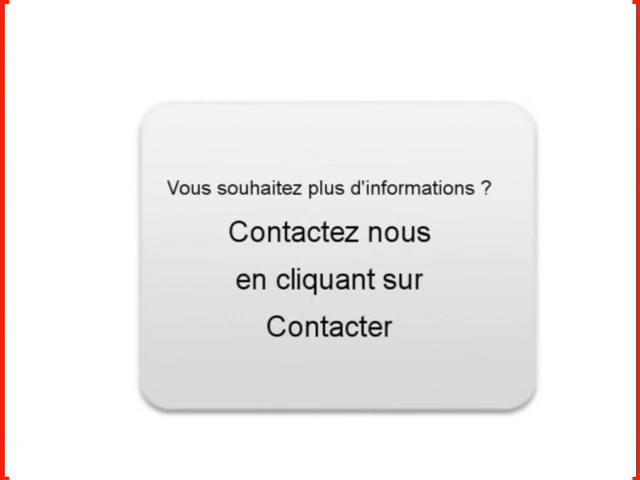 Vous souhaitez plus d'informations ?
Contactez nous
en cliquant sur
Contacter